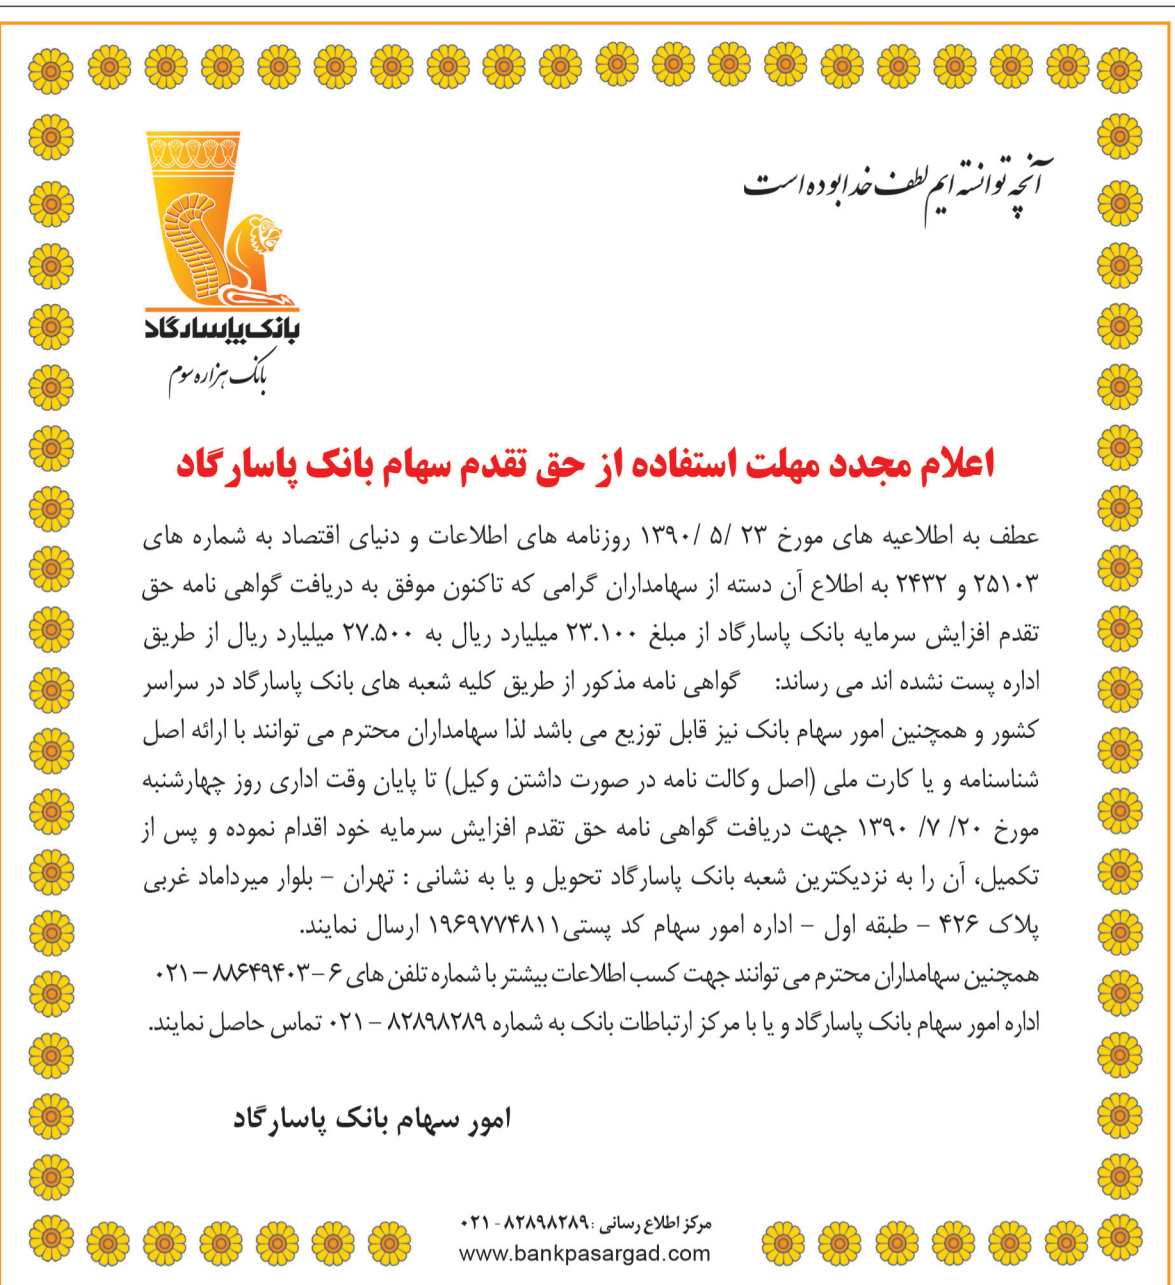 آنچه توانسته ایم لطف خدا بوده است
بانک پاسارگاد
بانک هزاره سوم
اعلام مجدد مهلت استفاده از حق تقدم سهام بانک پاسارگاد
عطف به اطلاعیه های مورخ ۲۳ /۵ /۱۳۹۰ روزنامه های اطلاعات و دنیای اقتصاد به شماره های
۲۵۱۰۳ و ۲۴۳۲ به اطلاع آن دسته از سهامداران گرامی که تاکنون موفق به دریافت گواهی نامه حق
تقدم افزایش سرمایه بانک پاسارگاد از مبلغ ۲۳.۱۰۰ میلیارد ریال به ۲۷.۵۰۰ میلیارد ریال از طریق
اداره پست نشده اند می رساند: گواهی نامه مذکور از طریق کلیه شعبه های بانک پاسارگاد در سراسر
کشور و همچنین امور سهام بانک نیز قابل توزیع می باشد لذا سهامداران محترم می توانند با ارائه اصل
شناسنامه و یا کارت ملی (اصل وکالت نامه در صورت داشتن وکیل) تا پایان وقت اداری روز چهارشنبه
مورخ ۲۰/ ۷/ ۱۳۹۰ جهت دریافت گواهی نامه حق تقدم افزایش سرمایه خود اقدام نموده و پس از
تکمیل، آن را به نزدیکترین شعبه بانک پاسارگاد تحویل و یا به نشانی : تهران – بلوار میرداماد غربی
پلاک ۴۲۶ – طبقه اول – اداره امور سهام کد پستی۱۹۶۹۷۷۴۸۱۱ ارسال نمایند.
همچنین سهامداران محترم می توانند جهت کسب اطلاعات بیشتر با شماره تلفن های ۶ –۸۸۶۴۹۴۰۳ – ۰۲۱
اداره امور سهام بانک پاسارگاد و یا با مرکز ارتباطات بانک به شماره ۸۲۸۹۸۲۸۹ – ۰۲۱ تماس حاصل نمایند.
امور سهام بانک پاسارگاد
مرکز اطلاع رسانی :۸۲۸۹۸۲۸۹ - ۰۲۱
www.bankpasargad.com